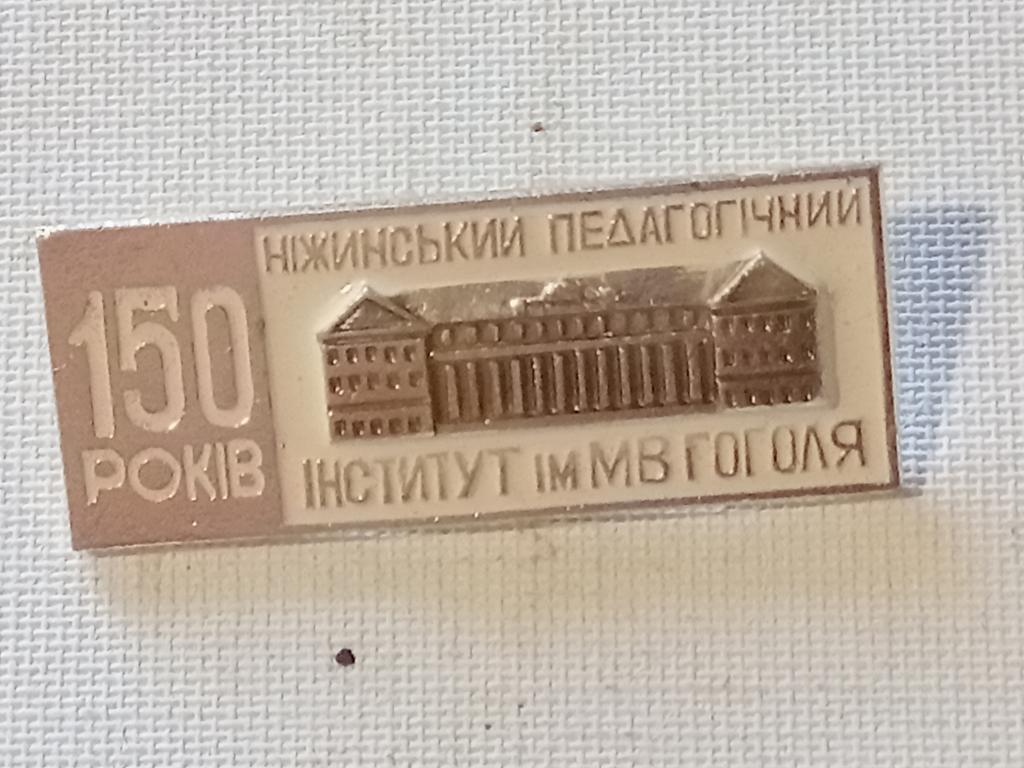 150
РОКІВ
НІЖИНСЬКИЙ ПЕДАГОГІЧНИЙ
ІНСТИТУТ ІМ МВ ГОГОЛЯ